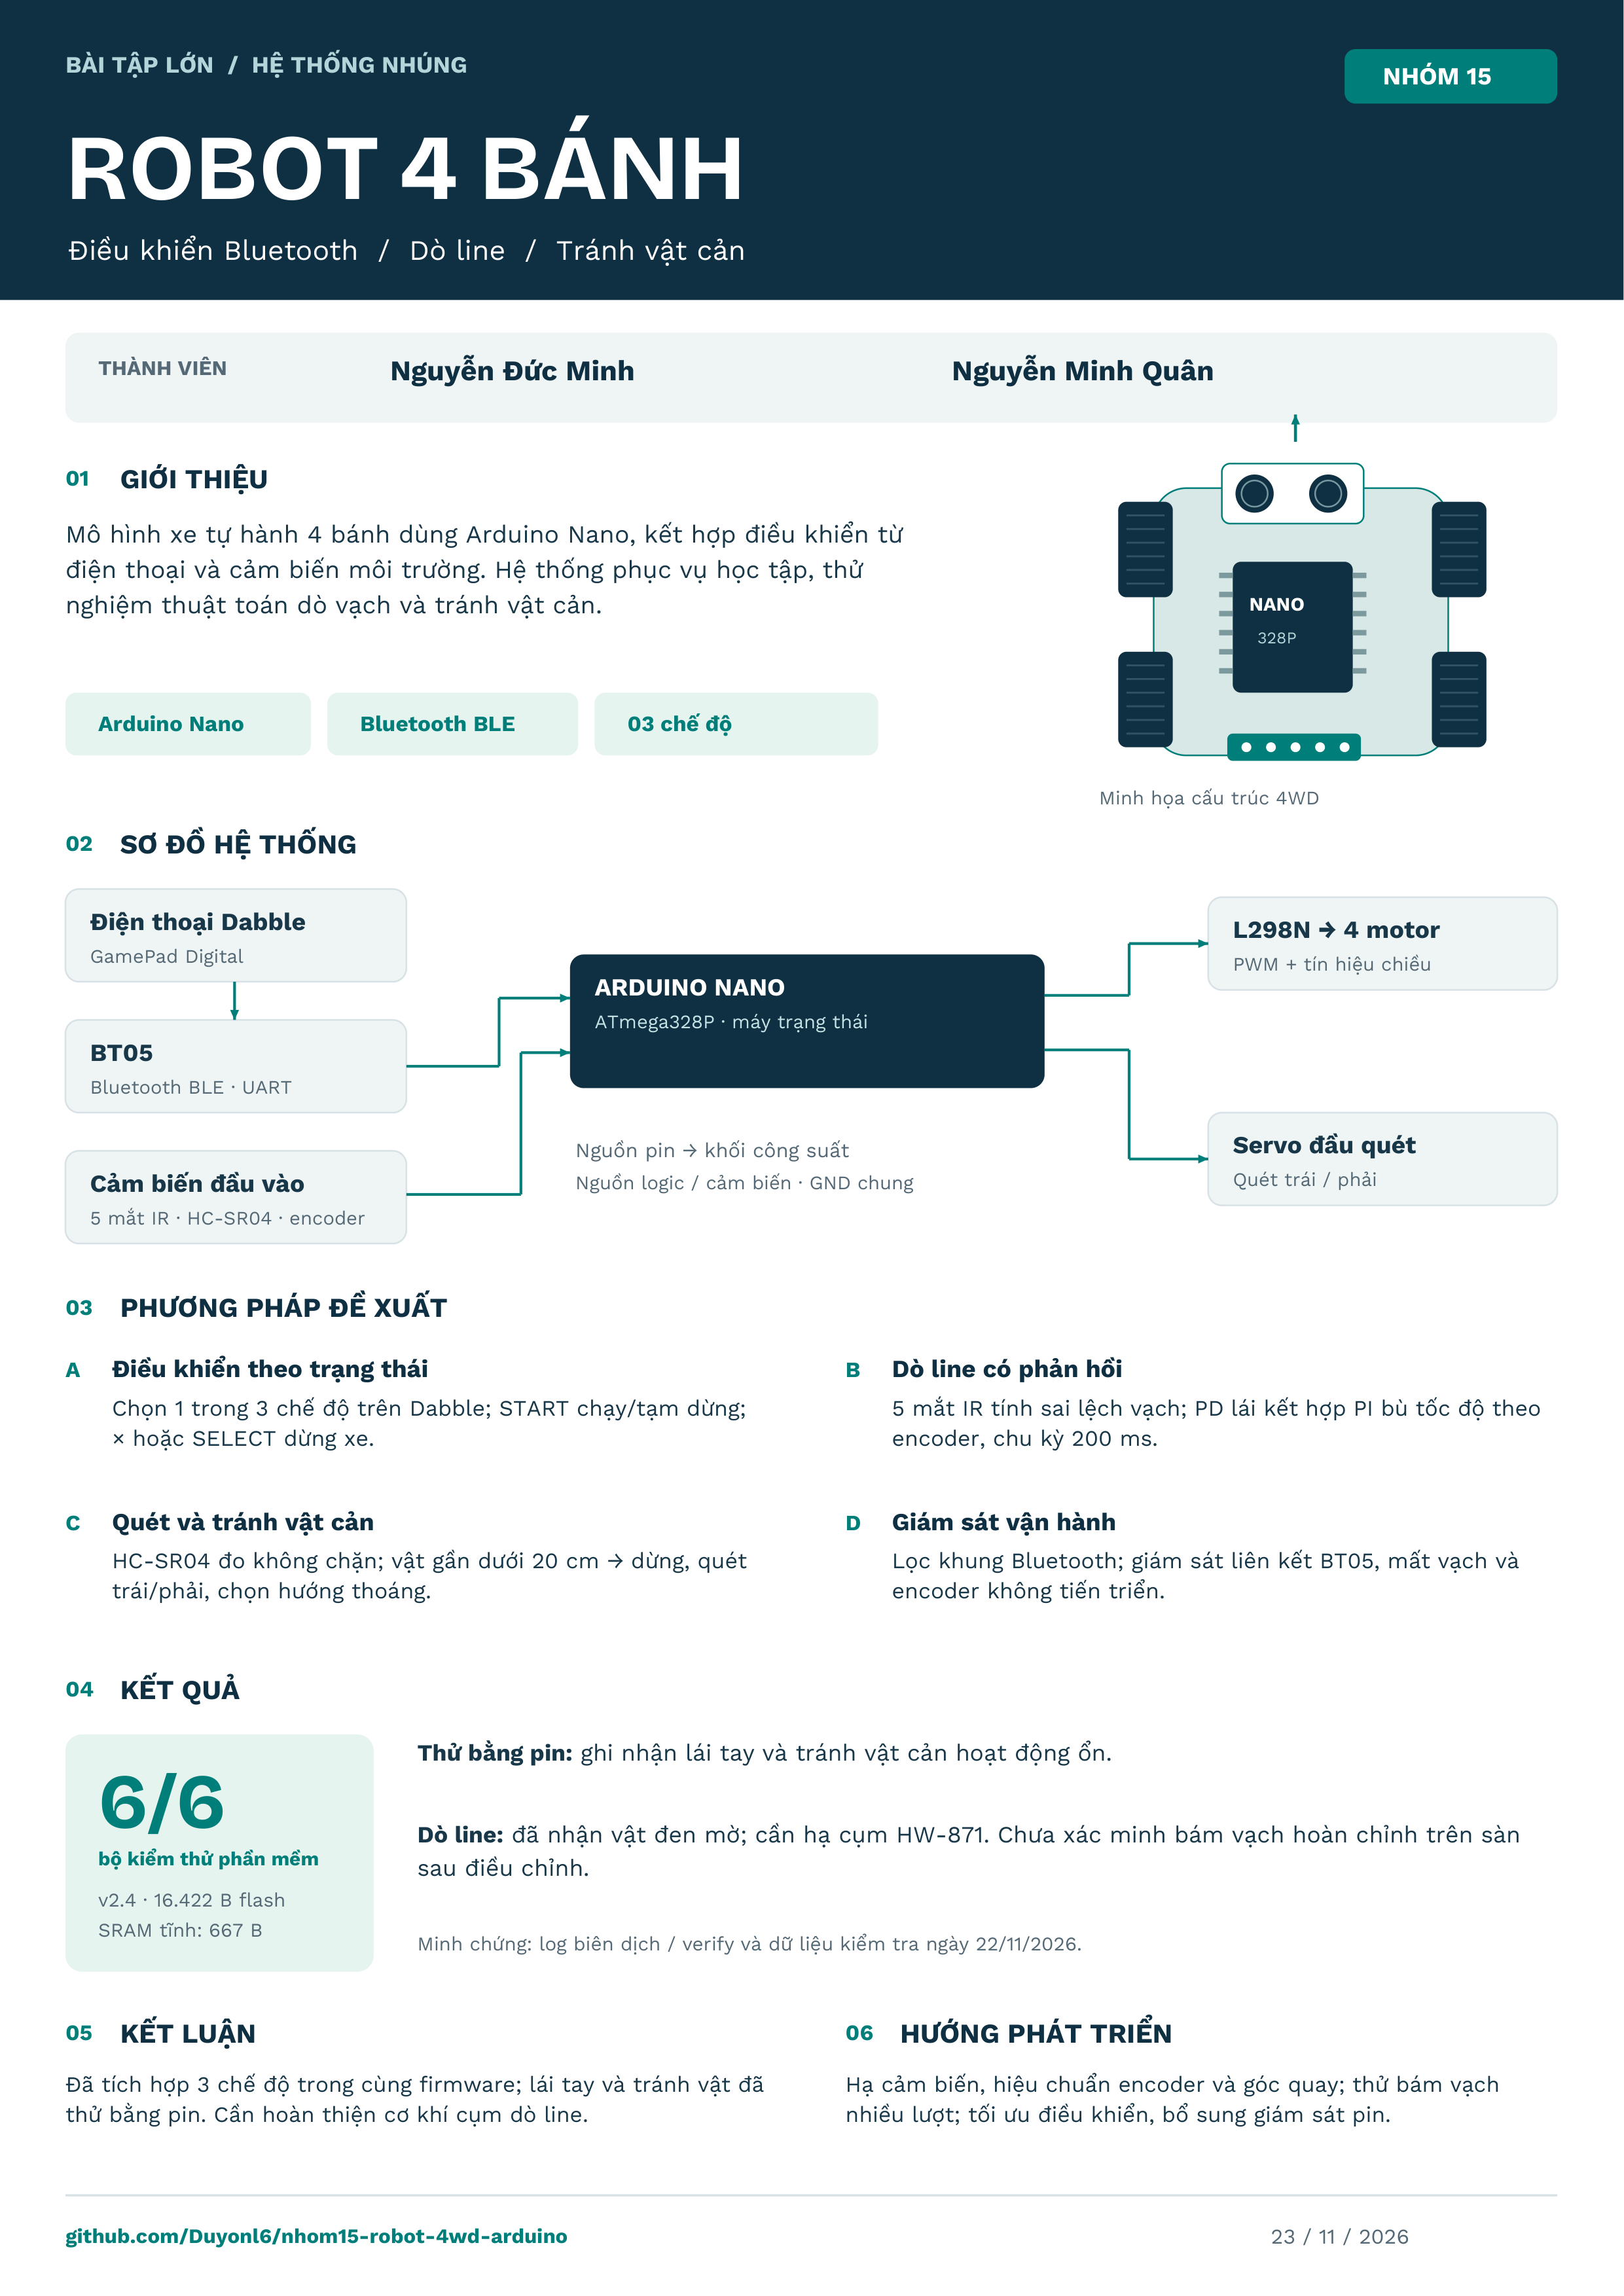 BÀI TẬP LỚN / HỆ THỐNG NHÚNG
NHÓM 15
ROBOT 4 BÁNH
Điều khiển Bluetooth / Dò line / Tránh vật cản
THÀNH VIÊN
Nguyễn Đức Minh
Nguyễn Minh Quân
01 GIỚI THIỆU
Mô hình xe tự hành 4 bánh dùng Arduino Nano, kết hợp điều khiển từ
điện thoại và cảm biến môi trường. Hệ thống phục vụ học tập, thử
nghiệm thuật toán dò vạch và tránh vật cản.
Arduino Nano
Bluetooth BLE
03 chế độ
NANO
328P
Minh họa cấu trúc 4WD
02 SƠ ĐỒ HỆ THỐNG
Điện thoại Dabble
GamePad Digital
BT05
Bluetooth BLE · UART
Cảm biến đầu vào
5 mắt IR · HC-SR04 · encoder
ARDUINO NANO
ATmega328P · máy trạng thái
Nguồn pin → khối công suất
Nguồn logic / cảm biến · GND chung
L298N → 4 motor
PWM + tín hiệu chiều
Servo đầu quét
Quét trái / phải
03 PHƯƠNG PHÁP ĐỀ XUẤT
A Điều khiển theo trạng thái
Chọn 1 trong 3 chế độ trên Dabble; START chạy/tạm dừng;
× hoặc SELECT dừng xe.
B Dò line có phản hồi
5 mắt IR tính sai lệch vạch; PD lái kết hợp PI bù tốc độ theo
encoder, chu kỳ 200 ms.
C Quét và tránh vật cản
HC-SR04 đo không chặn; vật gần dưới 20 cm → dừng, quét
trái/phải, chọn hướng thoáng.
D Giám sát vận hành
Lọc khung Bluetooth; giám sát liên kết BT05, mất vạch và
encoder không tiến triển.
04 KẾT QUẢ
6/6
bộ kiểm thử phần mềm
v2.4 · 16.422 B flash
SRAM tĩnh: 667 B
Thử bằng pin: ghi nhận lái tay và tránh vật cản hoạt động ổn.
Dò line: đã nhận vật đen mờ; cần hạ cụm HW-871. Chưa xác minh bám vạch hoàn chỉnh trên sàn
sau điều chỉnh.
Minh chứng: log biên dịch / verify và dữ liệu kiểm tra ngày 22/11/2026.
05 KẾT LUẬN
Đã tích hợp 3 chế độ trong cùng firmware; lái tay và tránh vật đã
thử bằng pin. Cần hoàn thiện cơ khí cụm dò line.
06 HƯỚNG PHÁT TRIỂN
Hạ cảm biến, hiệu chuẩn encoder và góc quay; thử bám vạch
nhiều lượt; tối ưu điều khiển, bổ sung giám sát pin.
github.com/Duyonl6/nhom15-robot-4wd-arduino
23 / 11 / 2026